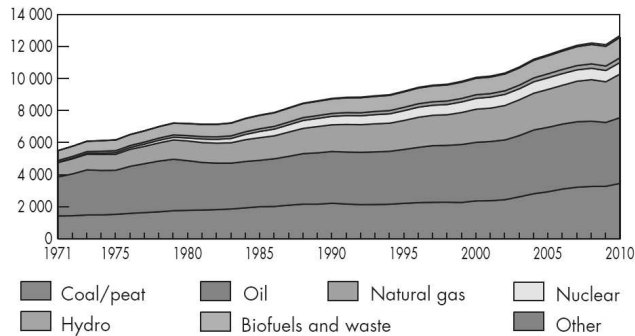 14 000
12 000
10 000
8 000
6 000
4 000
2 000
0
1971 1975 1980 1985 1990 1995 2000 2005 2010
Coal/peat Oil Natural gas Nuclear
Hydro Biofuels and waste Other